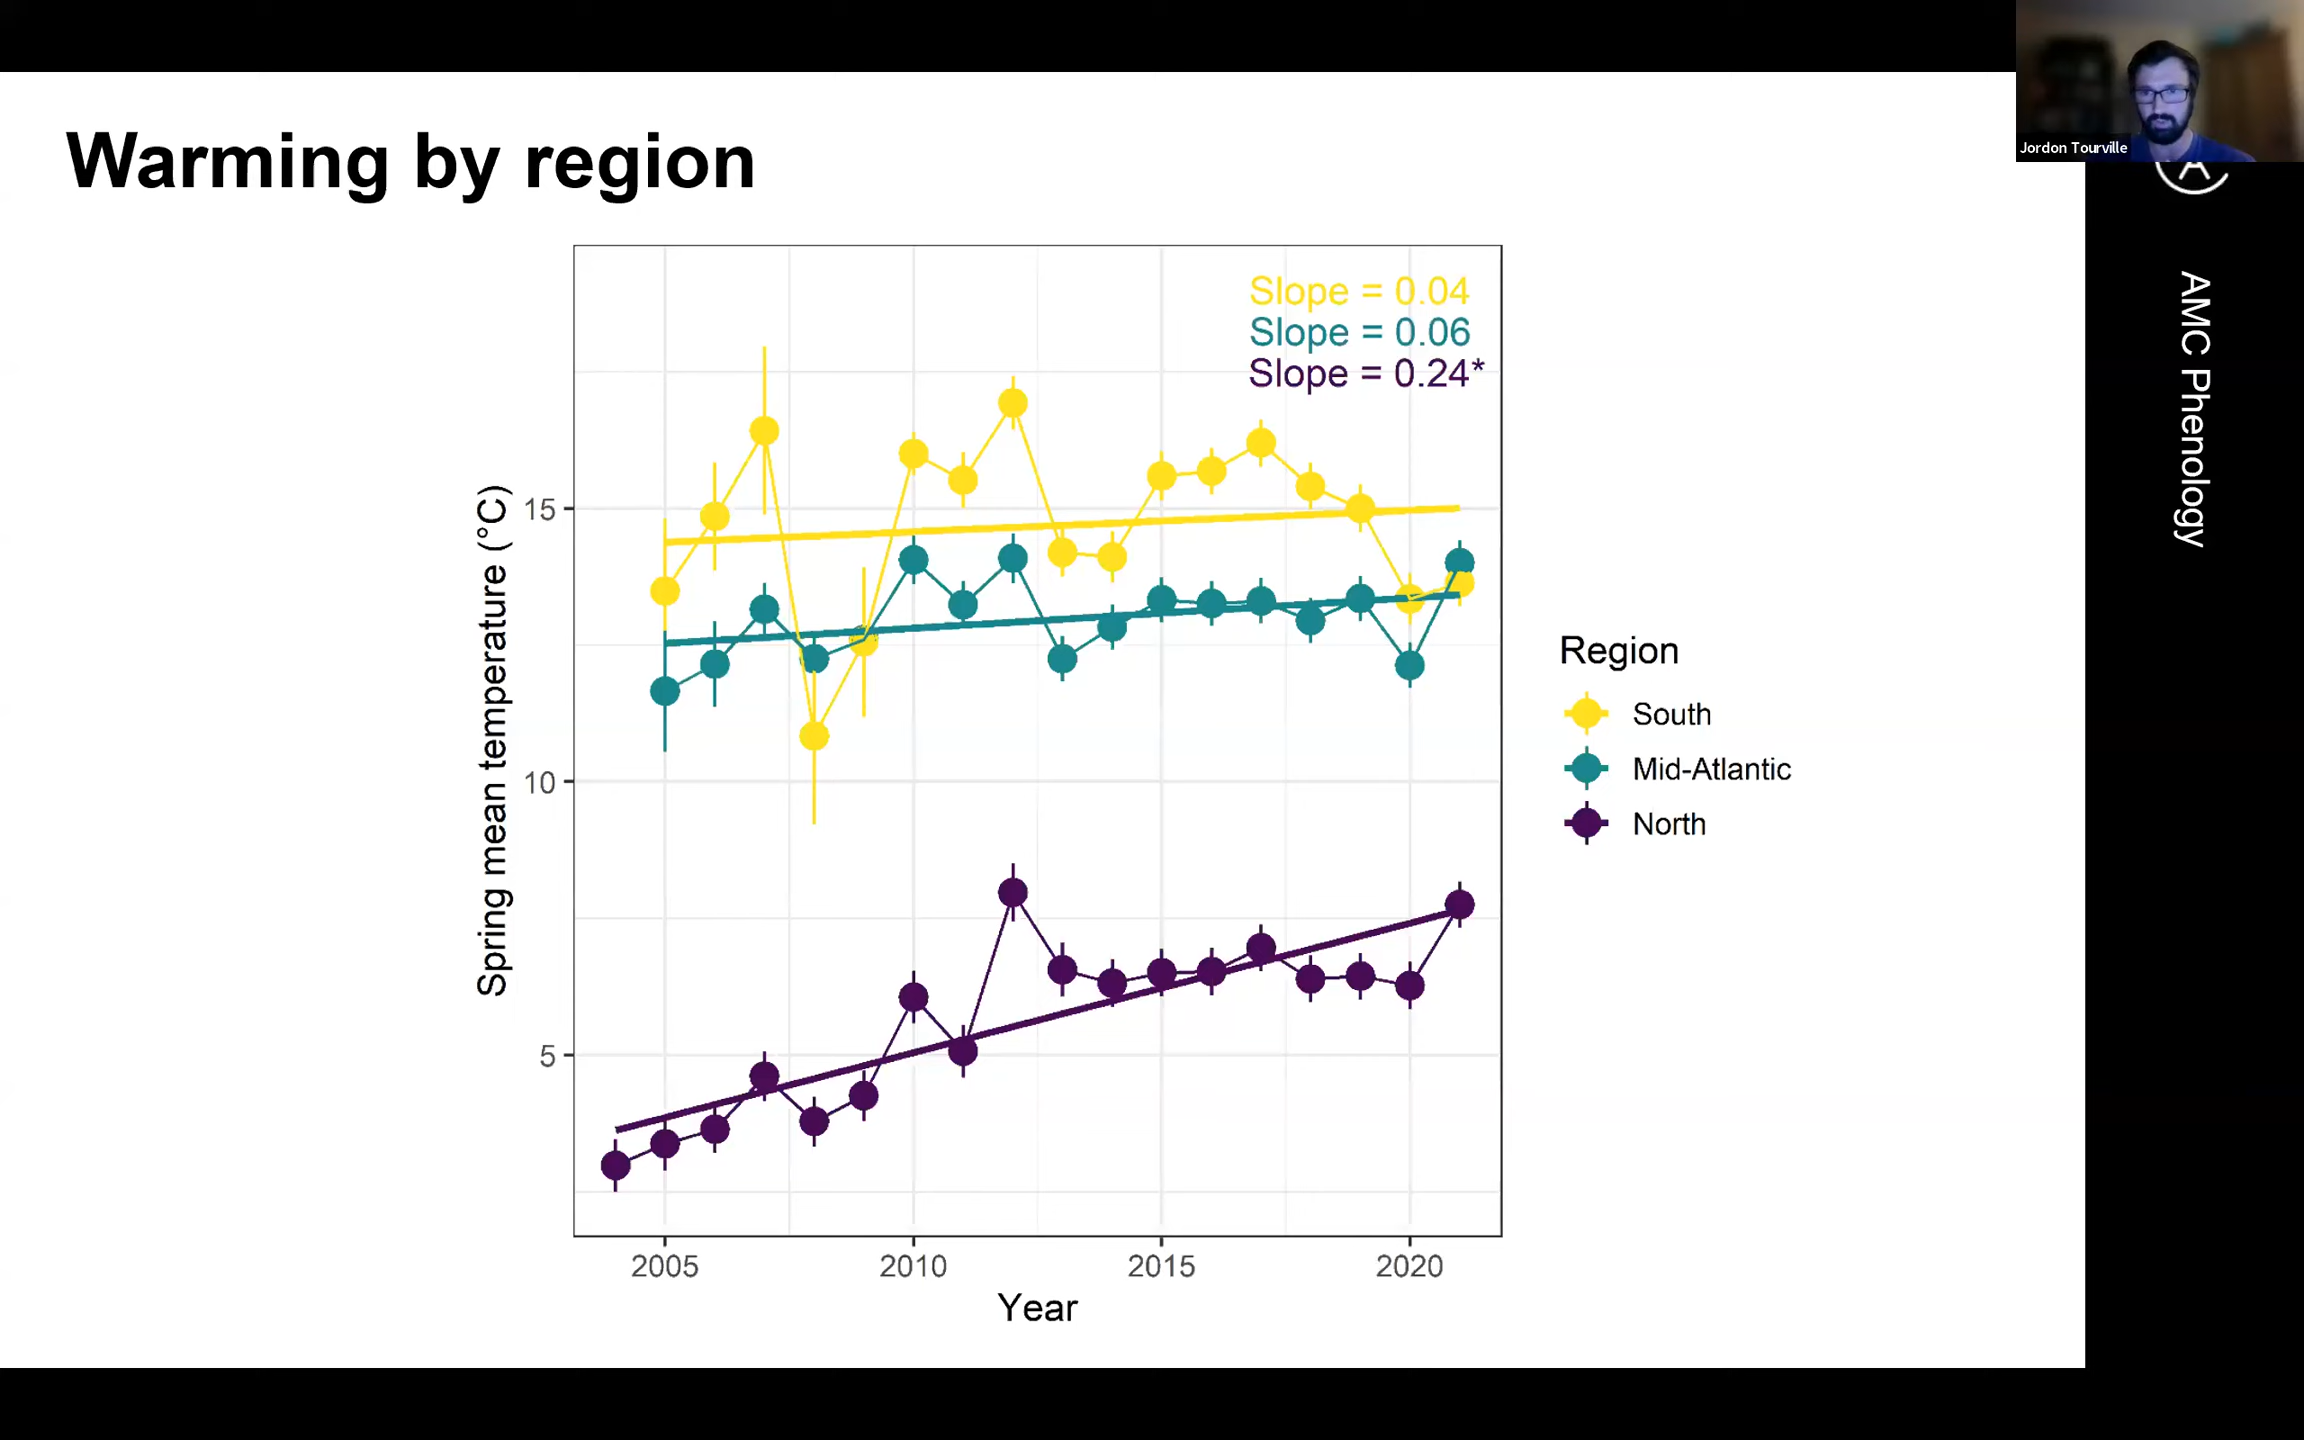 Jordon Tourville
Warming by region
AMC Phenology
Slope = 0.04
Slope = 0.06
Slope = 0.24*
Spring mean temperature (°C)
15
10
5
2005 2010 2015 2020
Year
Region
South
Mid-Atlantic
North